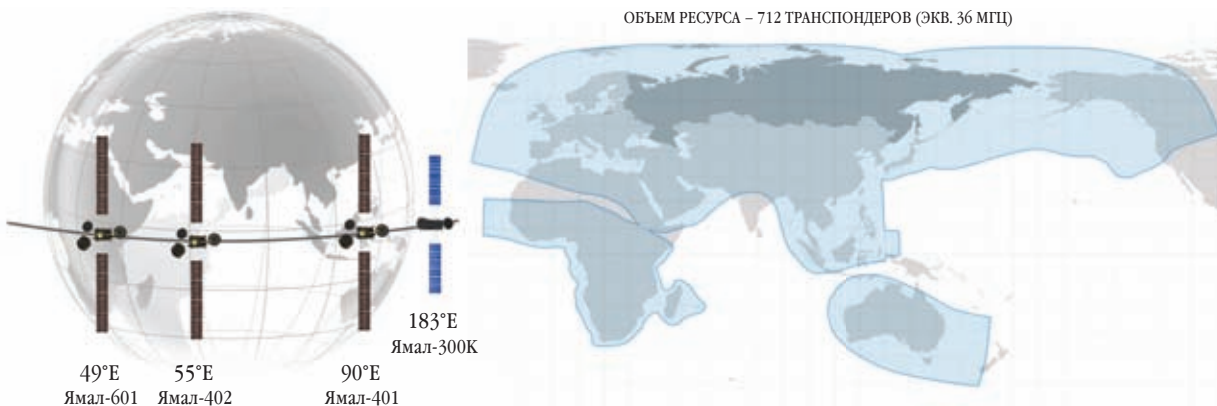 ОБЪЕМ РЕСУРСА – 712 ТРАНСПОНДЕРОВ (ЭКВ. 36 МГЦ)
183°E
Ямал-300К
49°E
Ямал-601
55°E
Ямал-402
90°E
Ямал-401